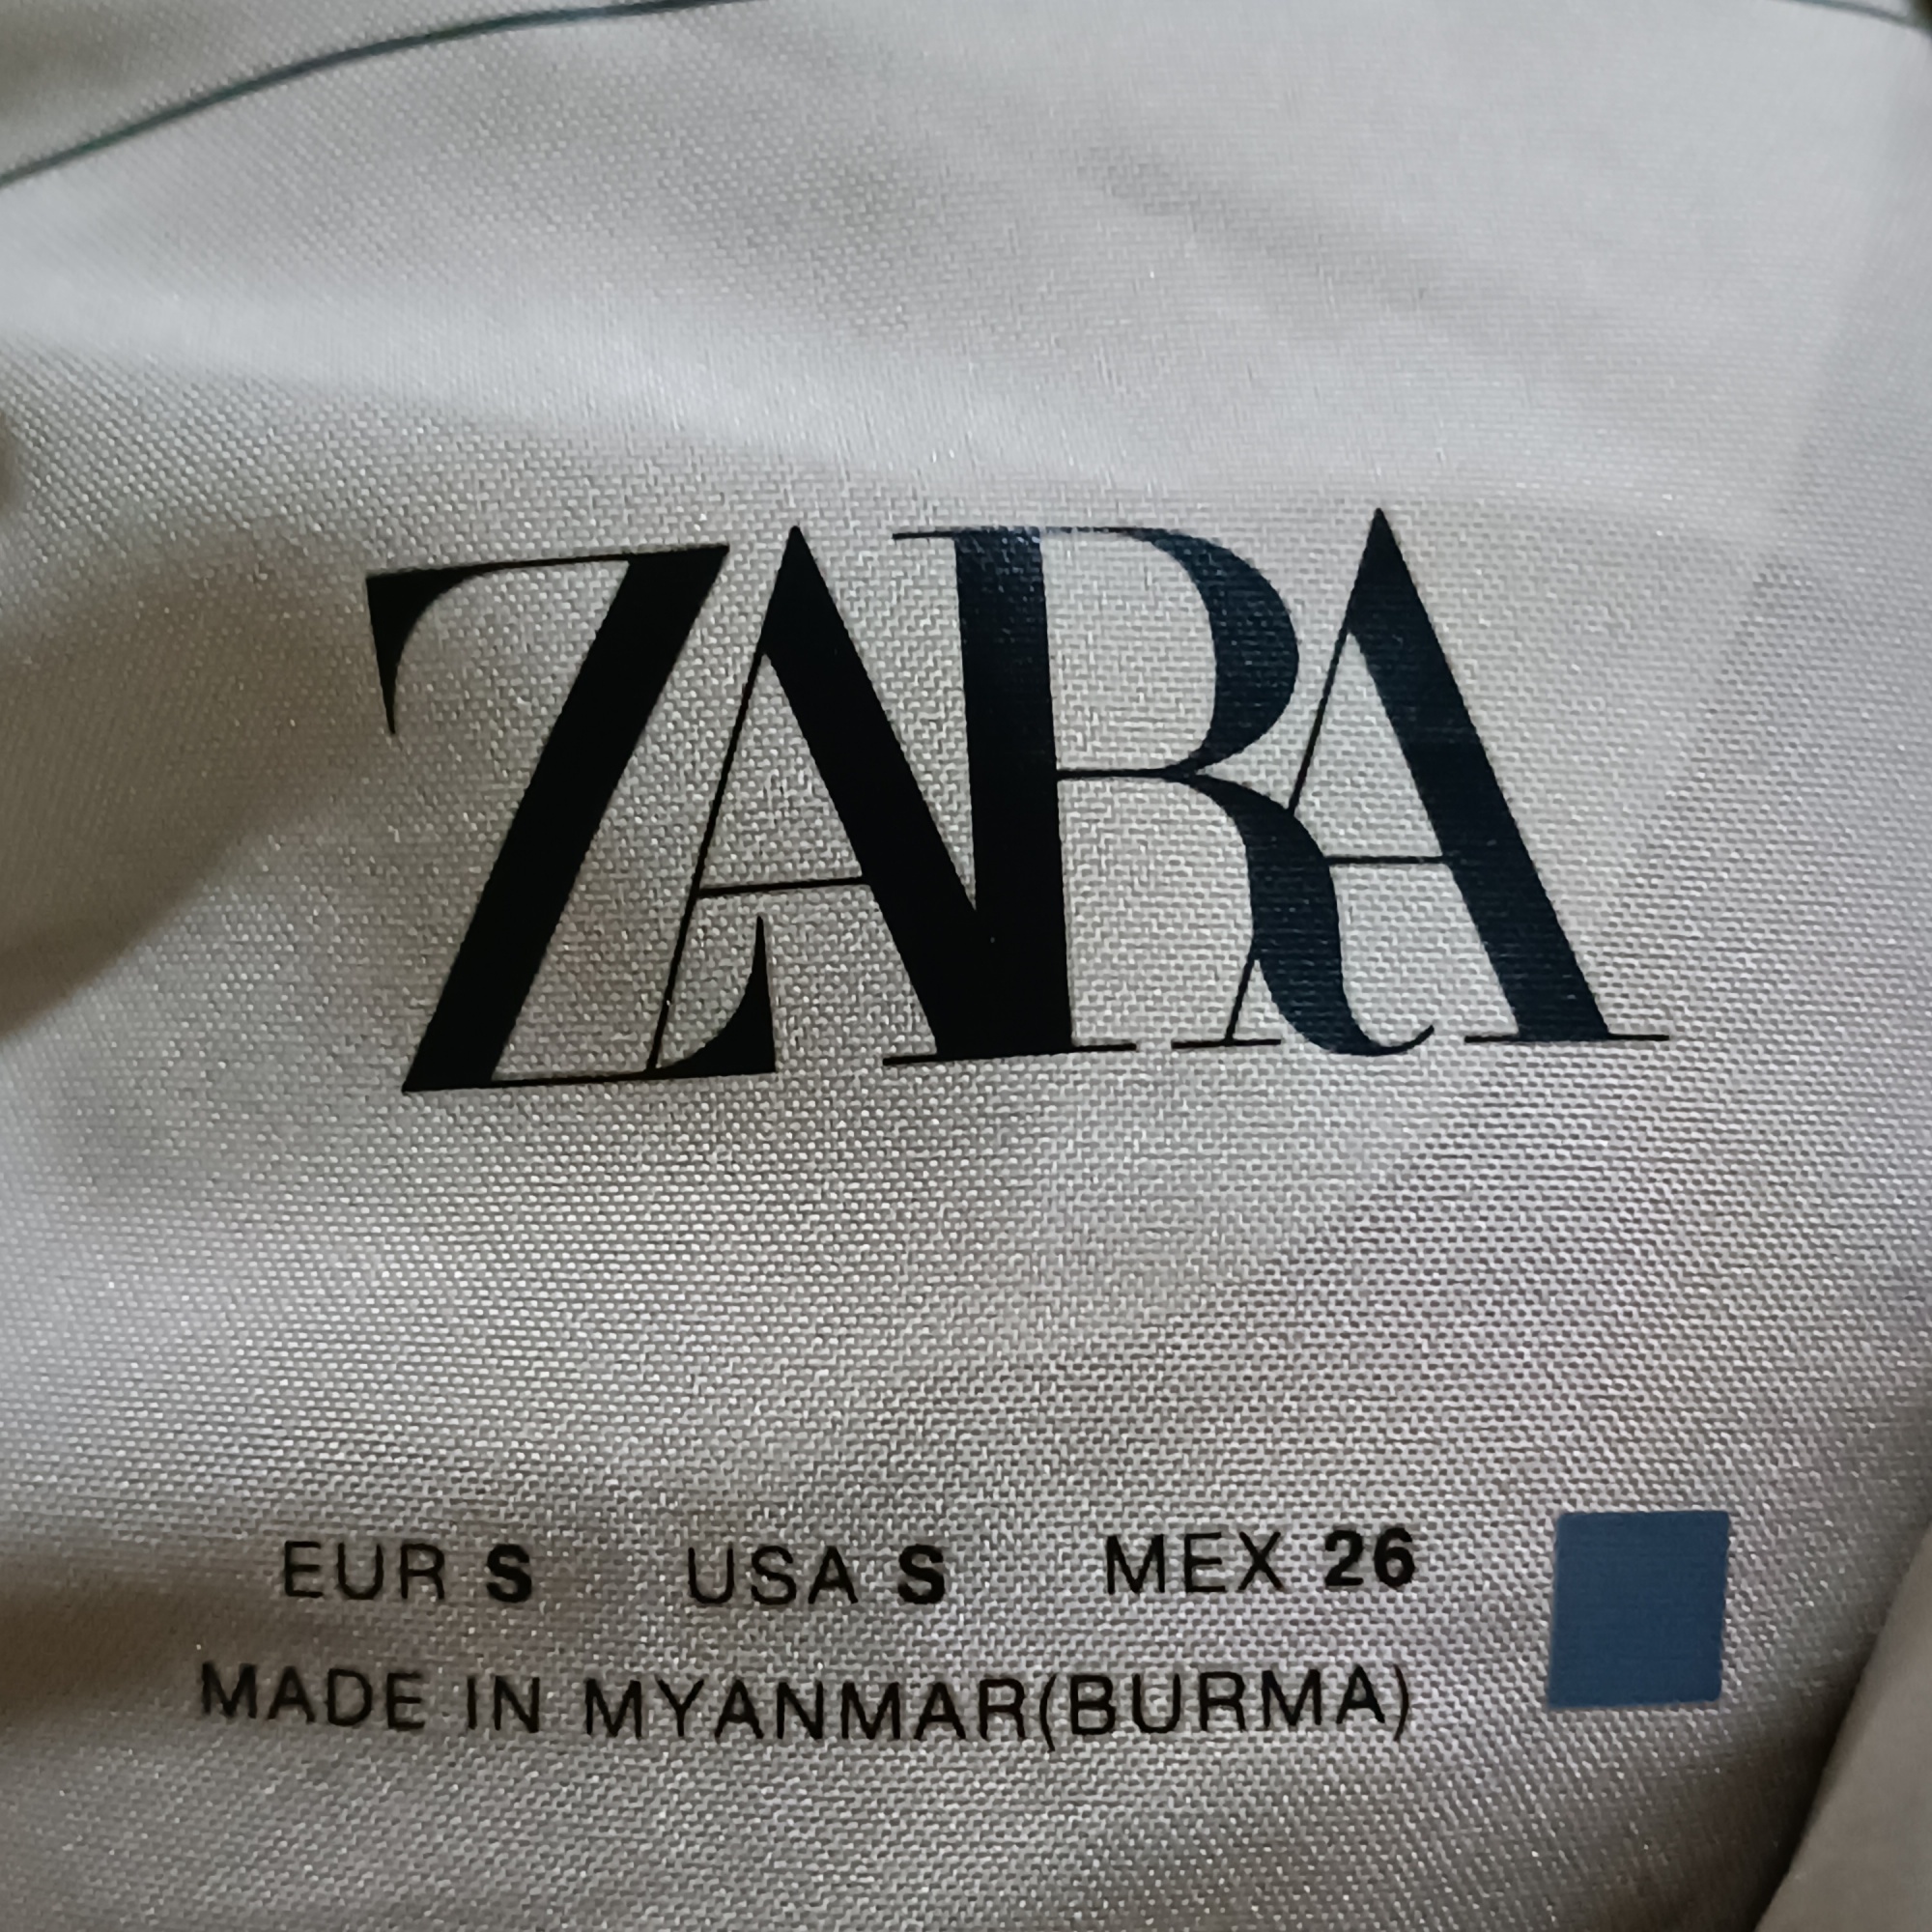 ZARA
EUR S USA S MEX 26
MADE IN MYANMAR(BURMA)